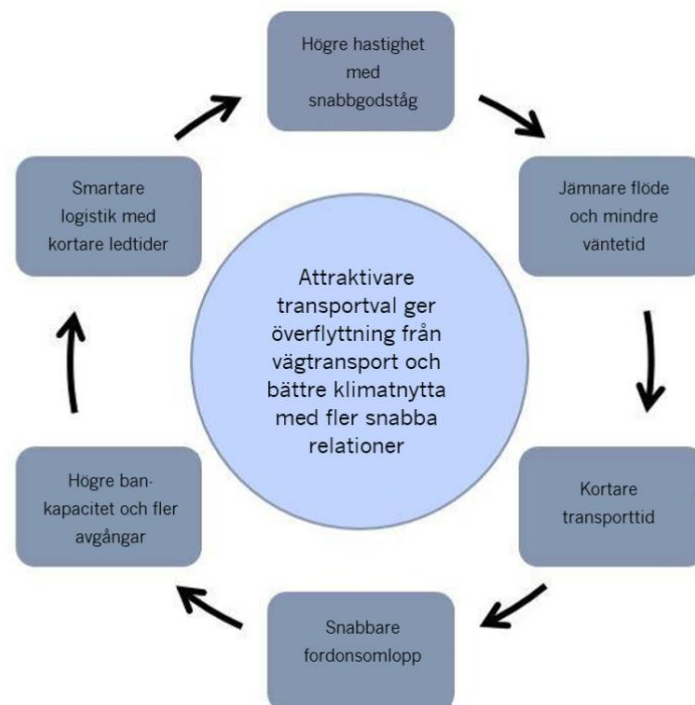 Högre hastighet
med
snabbgodståg
Jämnare flöde
och mindre
väntetid
Kortare
transporttid
Snabbare
fordonsomlopp
Högre ban-
kapacitet och fler
avgångar
Smartare
logistik med
kortare ledtider
Attraktivare
transportval ger
överflyttning från
vägtransport och
bättre klimatnytta
med fler snabba
relationer